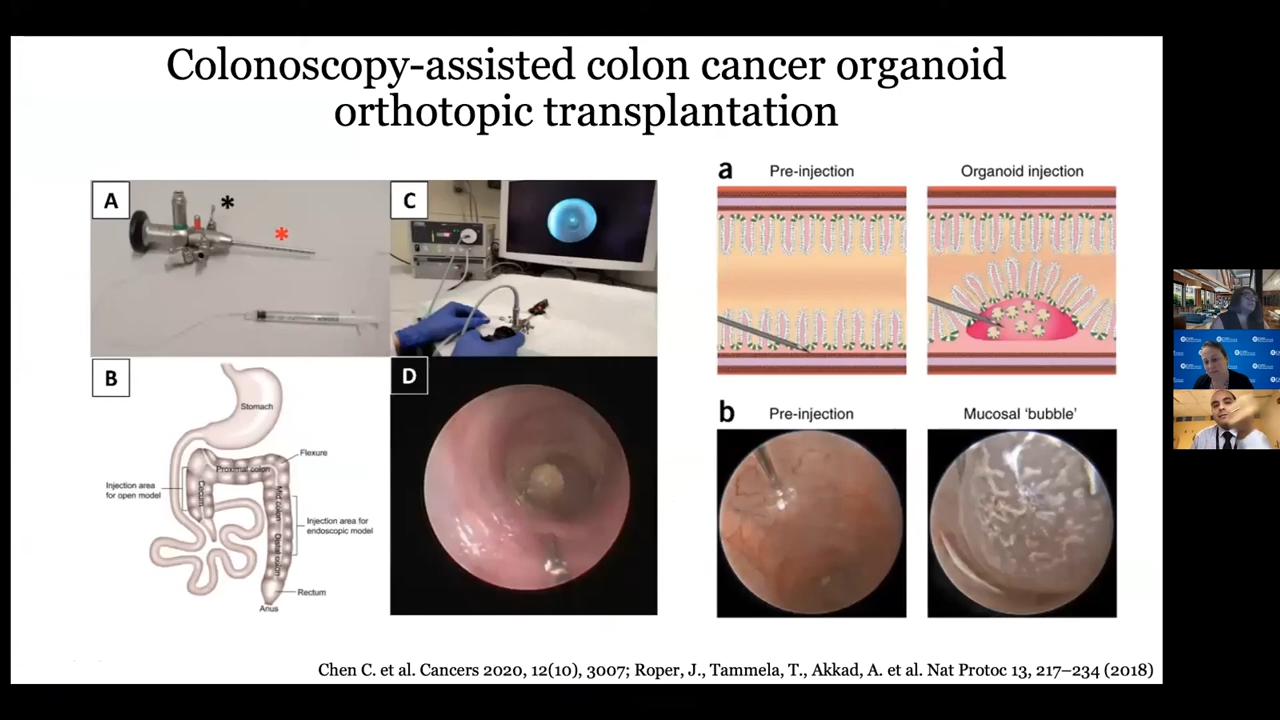 Colonoscopy-assisted colon cancer organoid
orthotopic transplantation
A
*
*
C
B
Stomach
Flexure
Proximal colon
Injection area
for open model
Cecum
Mid colon
Injection area for
endoscopic model
Distal colon
Rectum
Anus
D
a
Pre-injection
Organoid injection
b
Pre-injection
Mucosal ‘bubble’
Chen C. et al. Cancers 2020, 12(10), 3007; Roper, J., Tammela, T., Akkad, A. et al. Nat Protoc 13, 217–234 (2018)